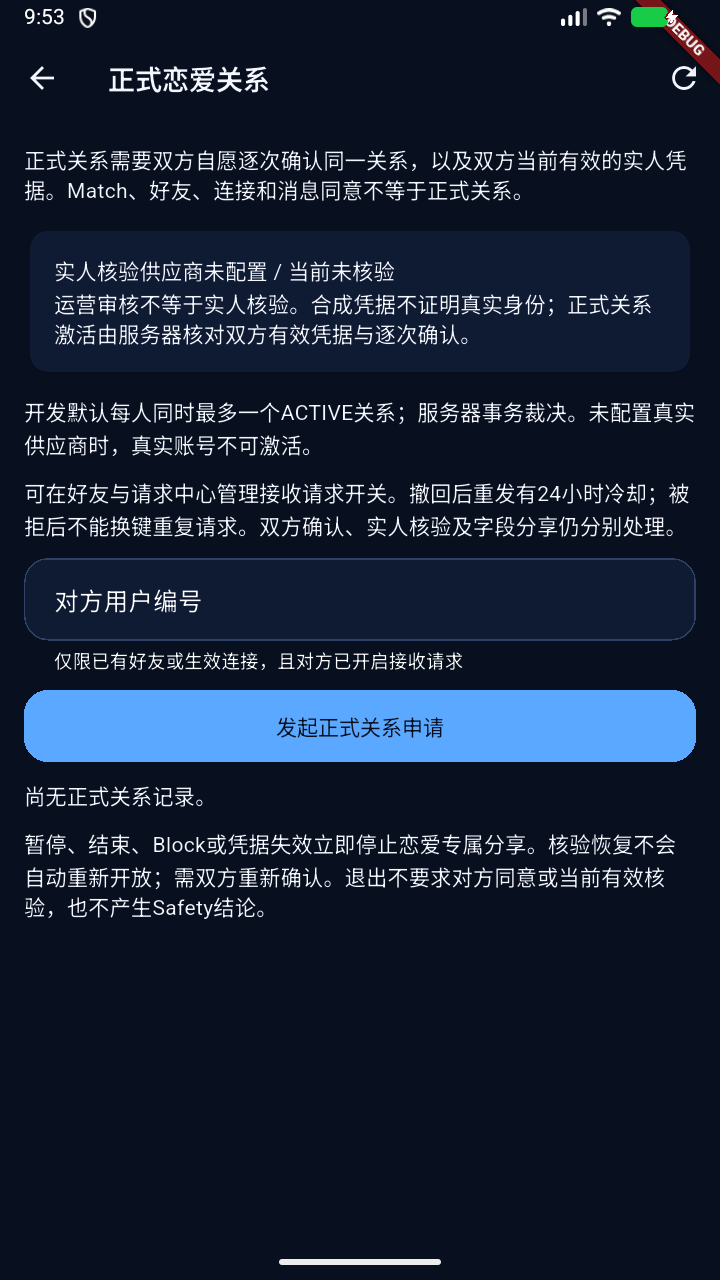 9:53
DEBUG
正式恋爱关系
正式关系需要双方自愿逐次确认同一关系，以及双方当前有效的实人凭
据。Match、好友、连接和消息同意不等于正式关系。
实人核验供应商未配置 / 当前未核验
运营审核不等于实人核验。合成凭据不证明真实身份；正式关系
激活由服务器核对双方有效凭据与逐次确认。
开发默认每人同时最多一个ACTIVE关系；服务器事务裁决。未配置真实
供应商时，真实账号不可激活。
可在好友与请求中心管理接收请求开关。撤回后重发有24小时冷却；被
拒后不能换键重复请求。双方确认、实人核验及字段分享仍分别处理。
对方用户编号
仅限已有好友或生效连接，且对方已开启接收请求
发起正式关系申请
尚无正式关系记录。
暂停、结束、Block或凭据失效立即停止恋爱专属分享。核验恢复不会
自动重新开放；需双方重新确认。退出不要求对方同意或当前有效核
验，也不产生Safety结论。